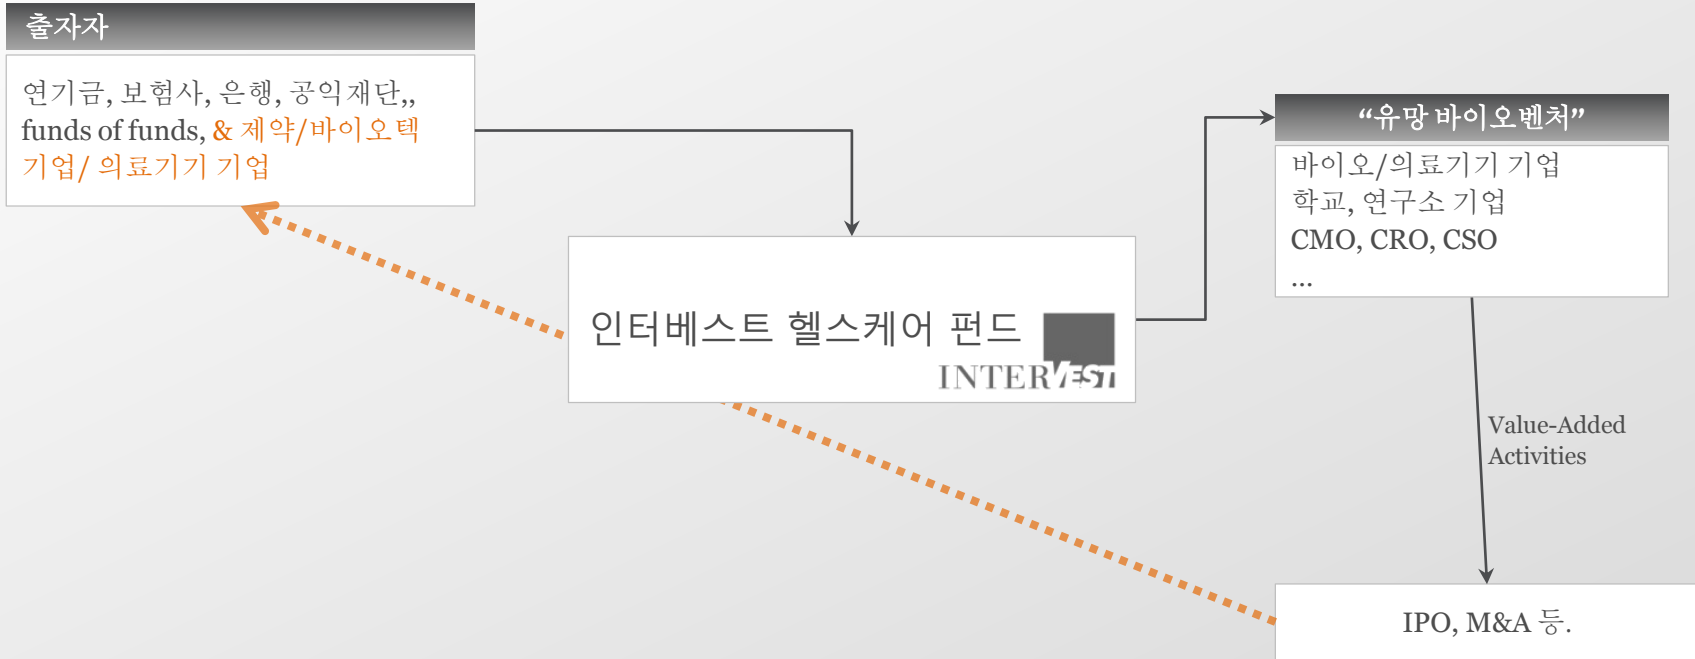 출자자
연기금, 보험사, 은행, 공익재단,,
funds of funds, & 제약/바이오텍
기업/ 의료기기 기업
“유망 바이오벤처”
바이오/의료기기 기업
학교, 연구소 기업
CMO, CRO, CSO
...
인터베스트 헬스케어 펀드
INTERVEST
Value-Added
Activities
IPO, M&A 등.